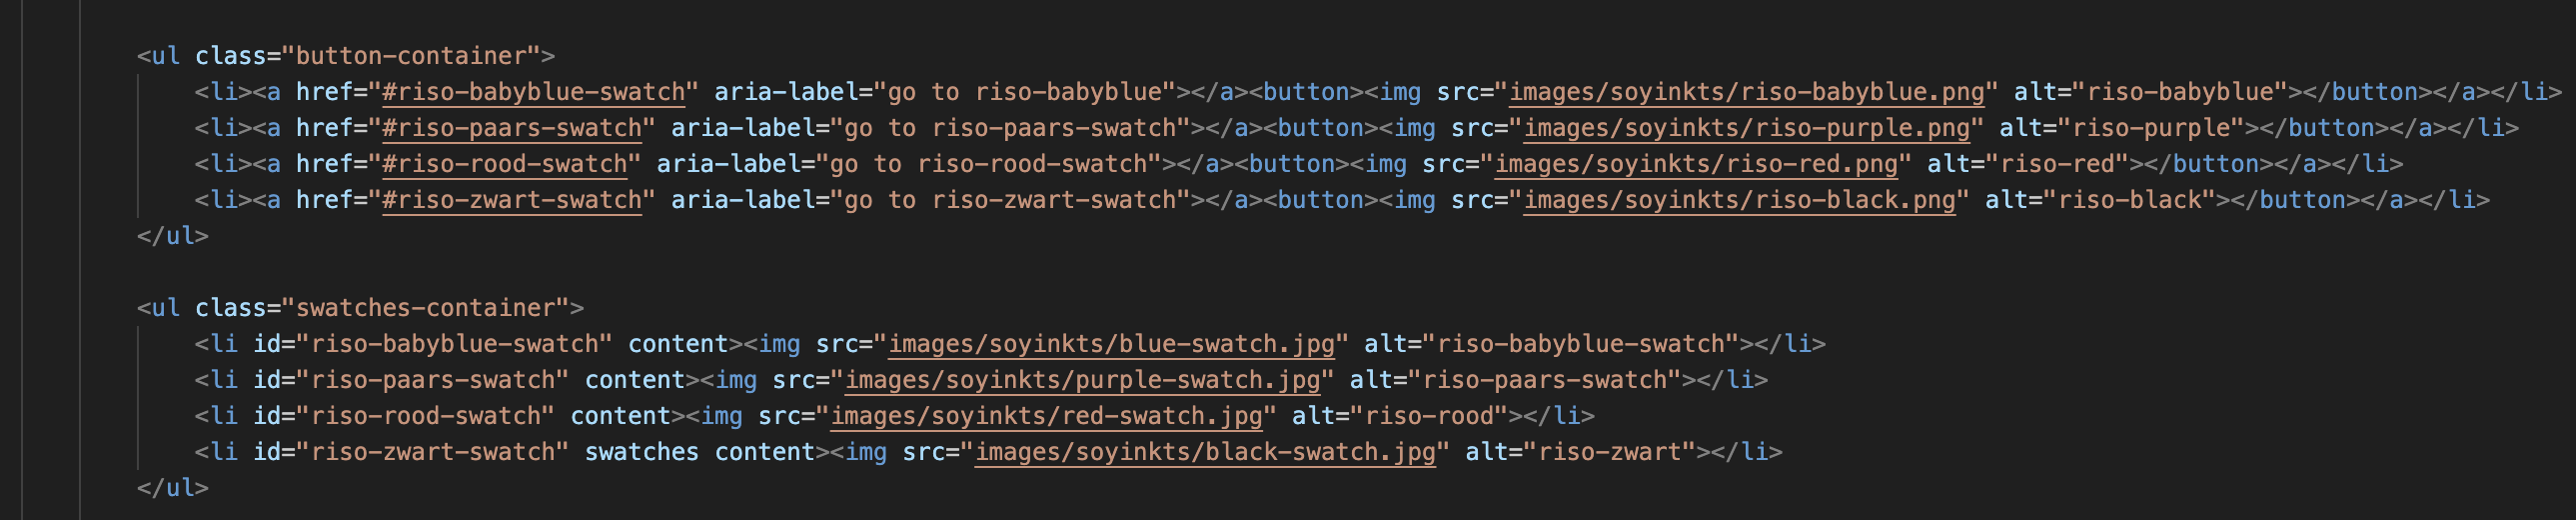 <ul class="button-container">
<li><a href="#riso-babyblue-swatch" aria-label="go to riso-babyblue"></a><button><img src="images/soyinkts/riso-babyblue.png" alt="riso-babyblue"></button></a></li>
<li><a href="#riso-paars-swatch" aria-label="go to riso-paars-swatch"></a><button><img src="images/soyinkts/riso-purple.png" alt="riso-purple"></button></a></li>
<li><a href="#riso-rood-swatch" aria-label="go to riso-rood-swatch"></a><button><img src="images/soyinkts/riso-red.png" alt="riso-red"></button></a></li>
<li><a href="#riso-zwart-swatch" aria-label="go to riso-zwart-swatch"></a><button><img src="images/soyinkts/riso-black.png" alt="riso-black"></button></a></li>
</ul>
<ul class="swatches-container">
<li id="riso-babyblue-swatch" content><img src="images/soyinkts/blue-swatch.jpg" alt="riso-babyblue-swatch"></li>
<li id="riso-paars-swatch" content><img src="images/soyinkts/purple-swatch.jpg" alt="riso-paars-swatch"></li>
<li id="riso-rood-swatch" content><img src="images/soyinkts/red-swatch.jpg" alt="riso-rood"></li>
<li id="riso-zwart-swatch" swatches content><img src="images/soyinkts/black-swatch.jpg" alt="riso-zwart"></li>
</ul>